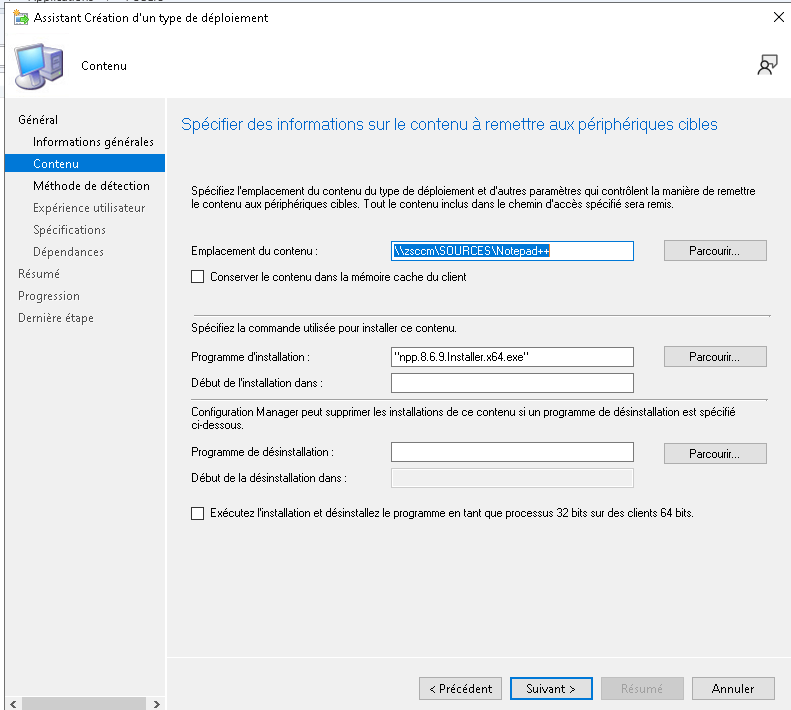 Assistant Création d'un type de déploiement
Contenu
Général
Informations générales
Contenu
Méthode de détection
Expérience utilisateur
Spécifications
Dépendances
Résumé
Progression
Dernière étape
Spécifier des informations sur le contenu à remettre aux périphériques cibles
Spécifiez l'emplacement du contenu du type de déploiement et d'autres paramètres qui contrôlent la manière de remettre
le contenu aux périphériques cibles. Tout le contenu inclus dans le chemin d'accès spécifié sera remis.
Emplacement du contenu : \\zsccm\SOURCES\Notepad++ Parcourir...
Conserver le contenu dans la mémoire cache du client
Spécifiez la commande utilisée pour installer ce contenu.
Programme d'installation : "npp.8.6.9.Installer.x64.exe" Parcourir...
Début de l'installation dans :
Configuration Manager peut supprimer les installations de ce contenu si un programme de désinstallation est spécifié
ci-dessous.
Programme de désinstallation : Parcourir...
Début de la désinstallation dans :
Exécutez l'installation et désinstallez le programme en tant que processus 32 bits sur des clients 64 bits.
< Précédent Suivant > Résumé Annuler